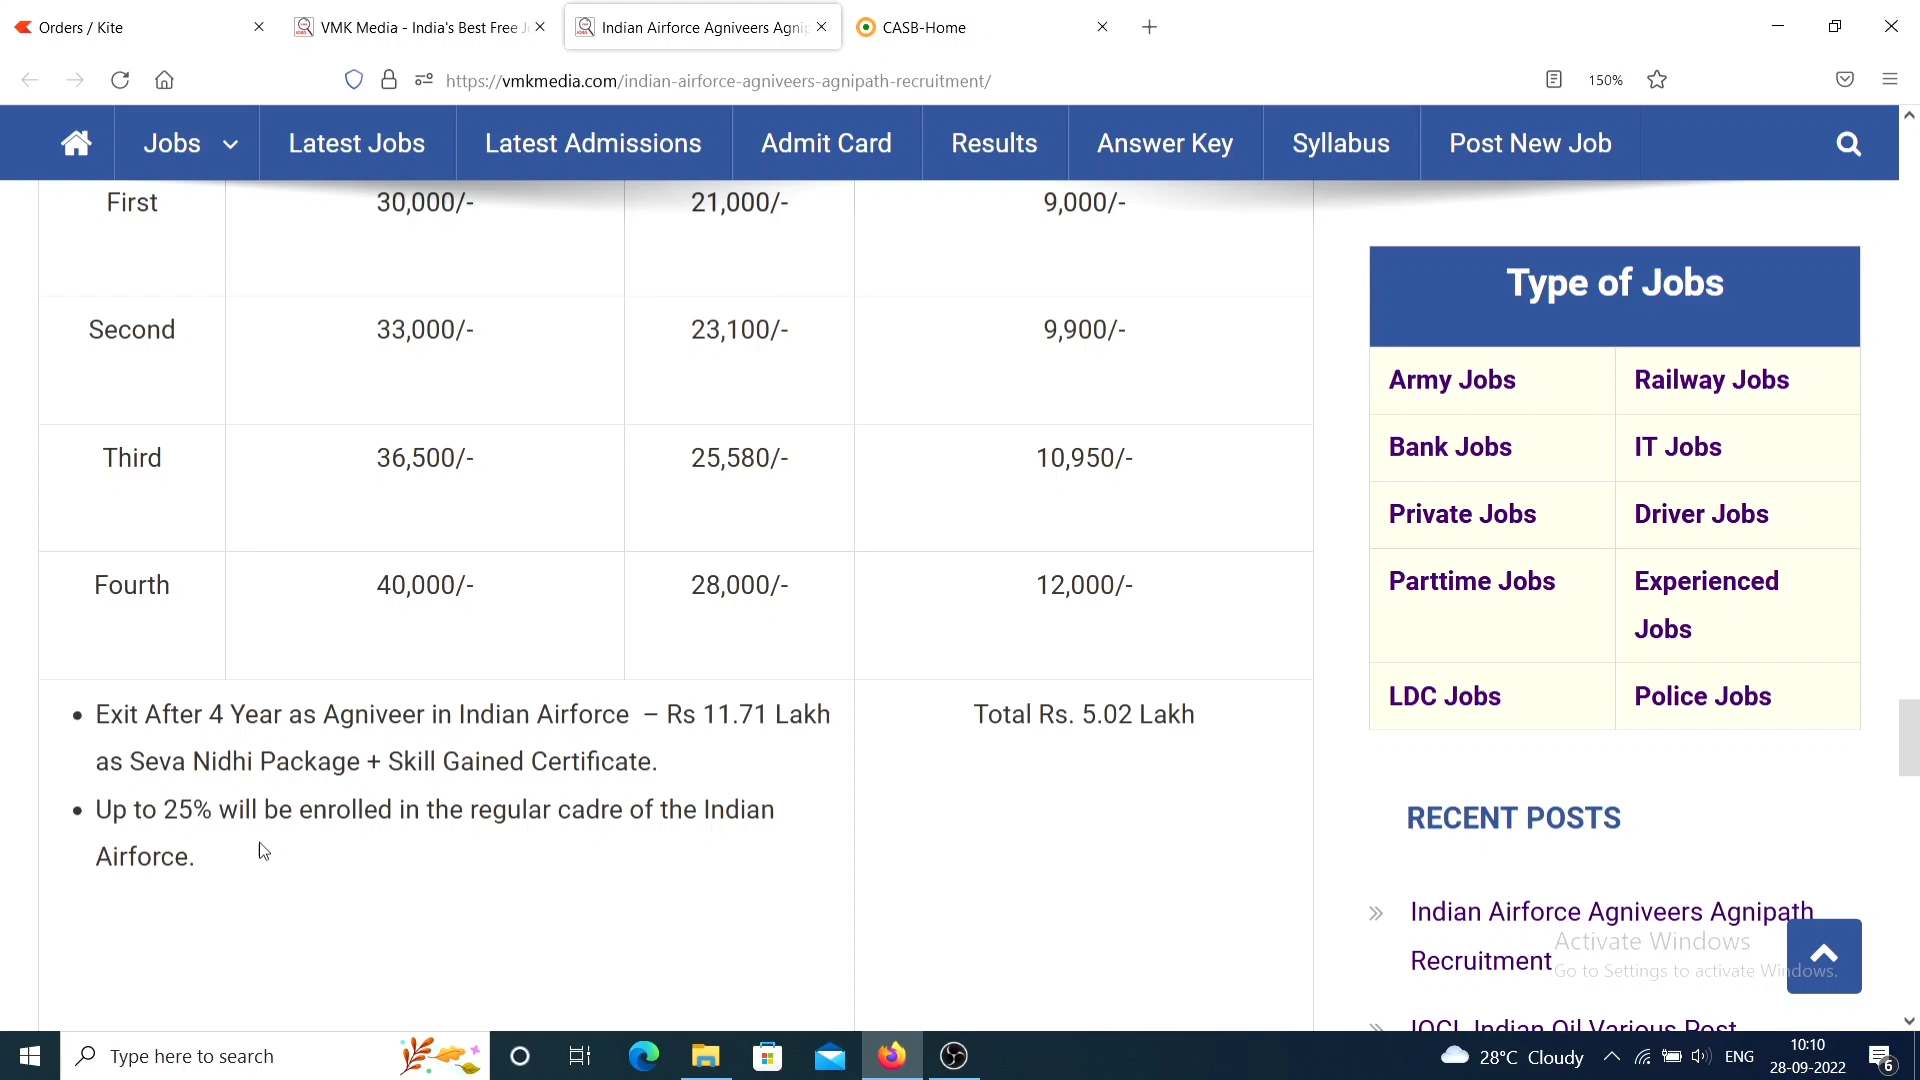 Orders / Kite
VMK Media - India's Best Free Jo
Indian Airforce Agniveers Agnip
CASB-Home
https://vmkmedia.com/indian-airforce-agniveers-agnipath-recruitment/
150%
Jobs
Latest Jobs
Latest Admissions
Admit Card
Results
Answer Key
Syllabus
Post New Job
First 30,000/- 21,000/- 9,000/-
Second 33,000/- 23,100/- 9,900/-
Third 36,500/- 25,580/- 10,950/-
Fourth 40,000/- 28,000/- 12,000/-
Exit After 4 Year as Agniveer in Indian Airforce – Rs 11.71 Lakh
as Seva Nidhi Package + Skill Gained Certificate.
Up to 25% will be enrolled in the regular cadre of the Indian
Airforce.
Total Rs. 5.02 Lakh
Type of Jobs
Army Jobs Railway Jobs
Bank Jobs IT Jobs
Private Jobs Driver Jobs
Parttime Jobs Experienced
Jobs
LDC Jobs Police Jobs
RECENT POSTS
» Indian Airforce Agniveers Agnipath
Recruitment
» IOCL Indian Oil Various Post
Activate Windows
Go to Settings to activate Windows.
Type here to search
28°C Cloudy
ENG
10:10
28-09-2022
6